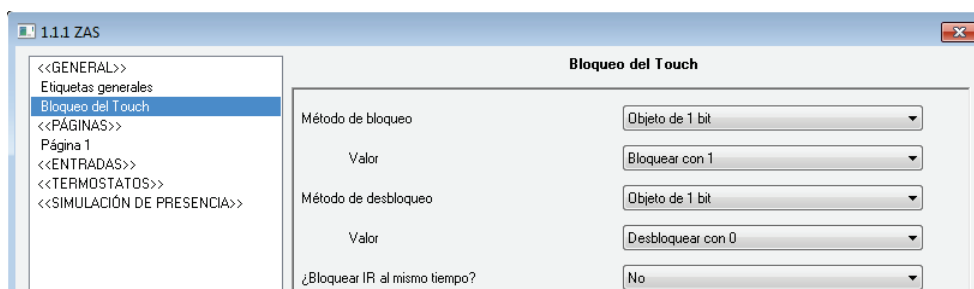 1.1.1 ZAS
<<GENERAL>>
Etiquetas generales
Bloqueo del Touch
<<PÁGINAS>>
Página 1
<<ENTRADAS>>
<<TERMOSTATOS>>
<<SIMULACIÓN DE PRESENCIA>>
Bloqueo del Touch
Método de bloqueo Objeto de 1 bit
Valor Bloquear con 1
Método de desbloqueo Objeto de 1 bit
Valor Desbloquear con 0
¿Bloquear IR al mismo tiempo? No